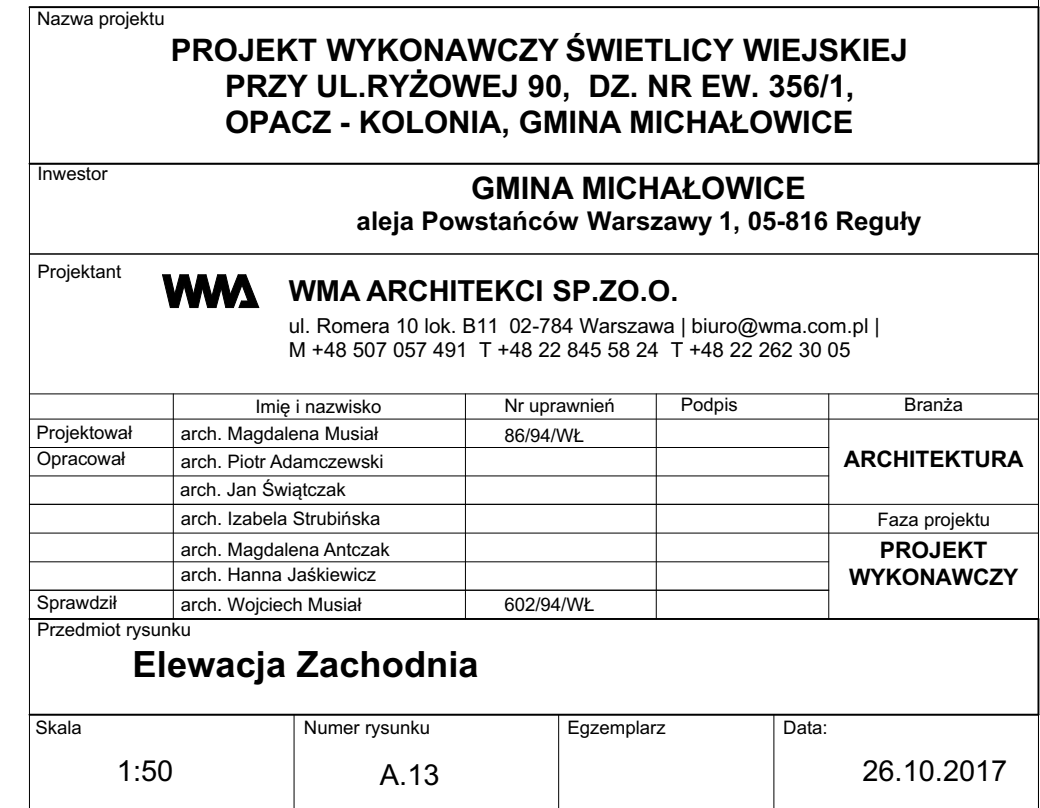 Nazwa projektu
PROJEKT WYKONAWCZY ŚWIETLICY WIEJSKIEJ
PRZY UL.RYŻOWEJ 90, DZ. NR EW. 356/1,
OPACZ - KOLONIA, GMINA MICHAŁOWICE
Inwestor
GMINA MICHAŁOWICE
aleja Powstańców Warszawy 1, 05-816 Reguły
Projektant
WMA WMA ARCHITEKCI SP.ZO.O.
ul. Romera 10 lok. B11 02-784 Warszawa | biuro@wma.com.pl |
M +48 507 057 491 T +48 22 845 58 24 T +48 22 262 30 05
Imię i nazwisko Nr uprawnień Podpis Branża
Projektował arch. Magdalena Musiał 86/94/WŁ
Opracował arch. Piotr Adamczewski ARCHITEKTURA
arch. Jan Świątczak
arch. Izabela Strubińska Faza projektu
arch. Magdalena Antczak PROJEKT
arch. Hanna Jaśkiewicz WYKONAWCZY
Sprawdził arch. Wojciech Musiał 602/94/WŁ
Przedmiot rysunku
Elewacja Zachodnia
Skala Numer rysunku Egzemplarz Data:
1:50 A.13 26.10.2017